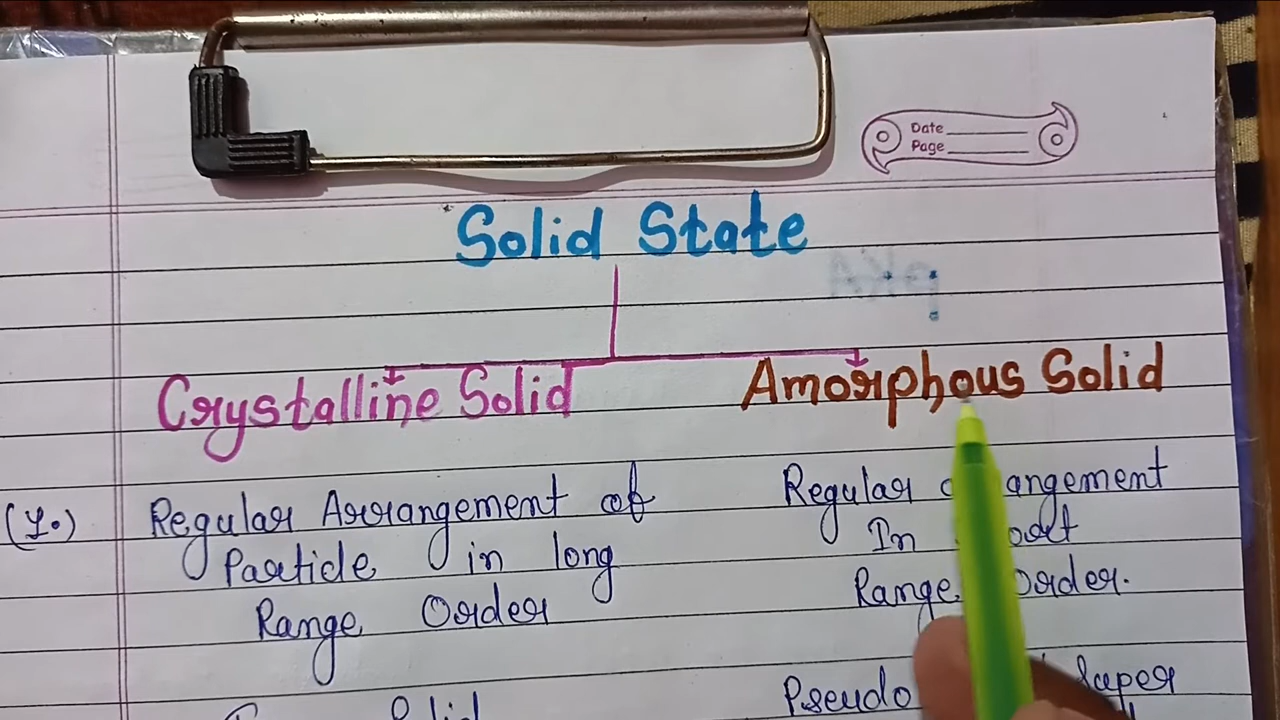 Date
Page
Solid State
Crystalline Solid
Amorphous Solid
(1.) Regular Arrangement of
Particle in long
Range Order
Regular
In
Range Order.
Pseudo
Super